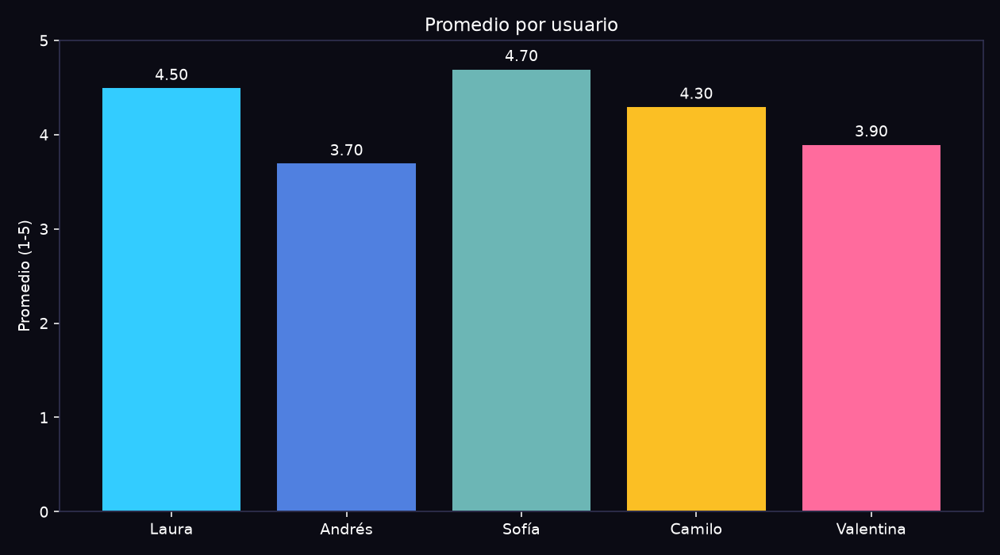 Promedio por usuario
Promedio (1-5)
5
4
3
2
1
0
4.50
3.70
4.70
4.30
3.90
Laura
Andrés
Sofía
Camilo
Valentina